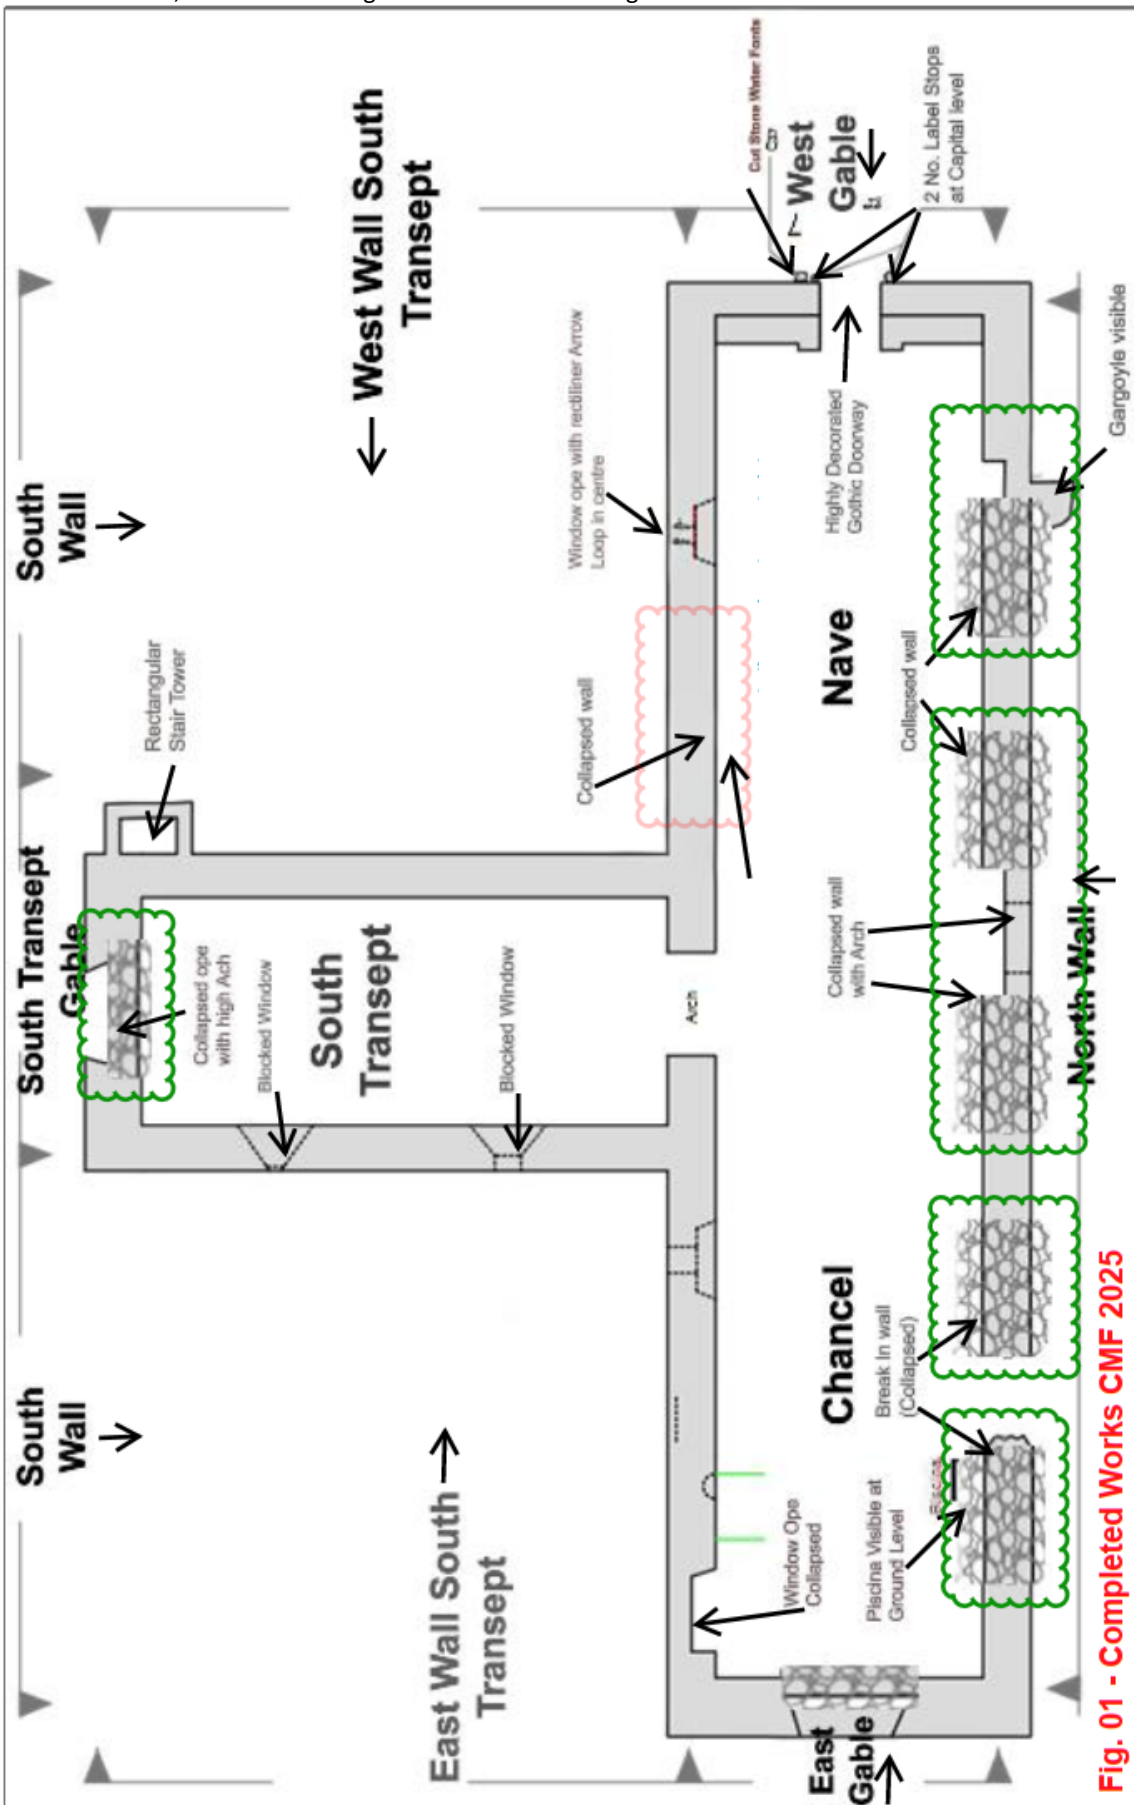 South
Wall
South Transept
Gable
South
Wall
East Wall South
Transept
West Wall South
Transept
Rectangular
Stair Tower
Collapsed ope
with high Ach
Blocked Window
South
Transept
Blocked Window
Arch
Window ope with rectiliner Arrow
Loop in centre
Collapsed wall
Cut Stone Water Fonts
West
Gable
2 No. Label Stops
at Capital level
Highly Decorated
Gothic Doorway
Gargoyle visible
Nave
Collapsed wall
Collapsed wall
with Arch
North Wall
Chancel
Break In wall
(Collapsed)
Window Ope
Collapsed
Piscina Visible at
Ground Level
Piscina
East
Gable
Fig. 01 - Completed Works CMF 2025